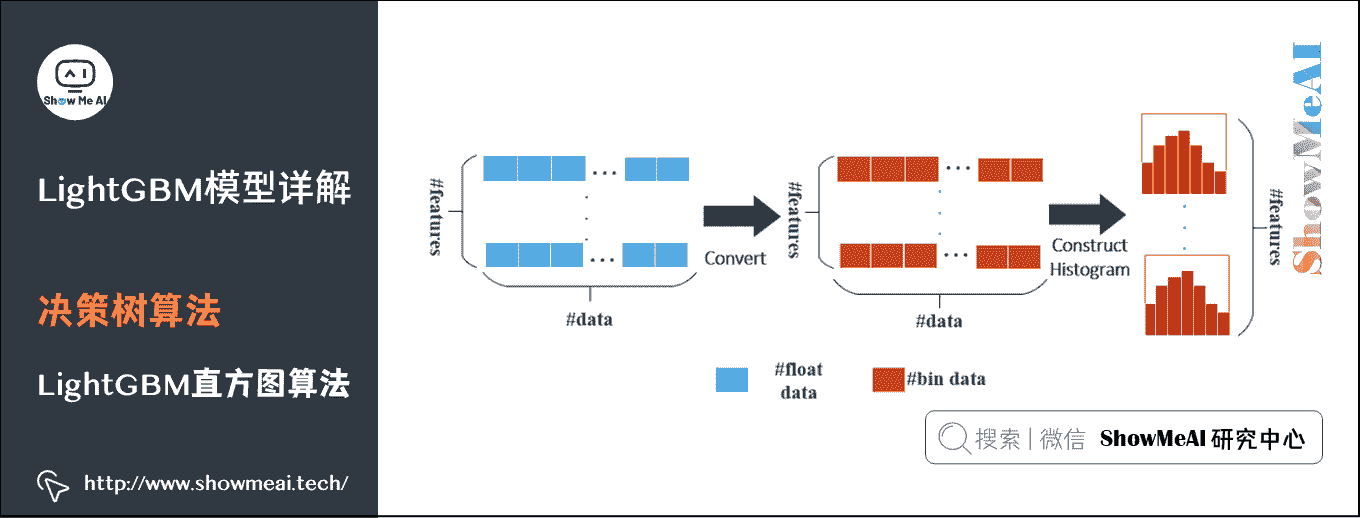 Show Me AI
LightGBM模型详解
决策树算法
LightGBM直方图算法
http://www.showmeai.tech/
#features
#data
Convert
#features
#data
Construct
Histogram
#features
#float
data
#bin data
搜索 | 微信 ShowMeAI 研究中心
ShowMeAI